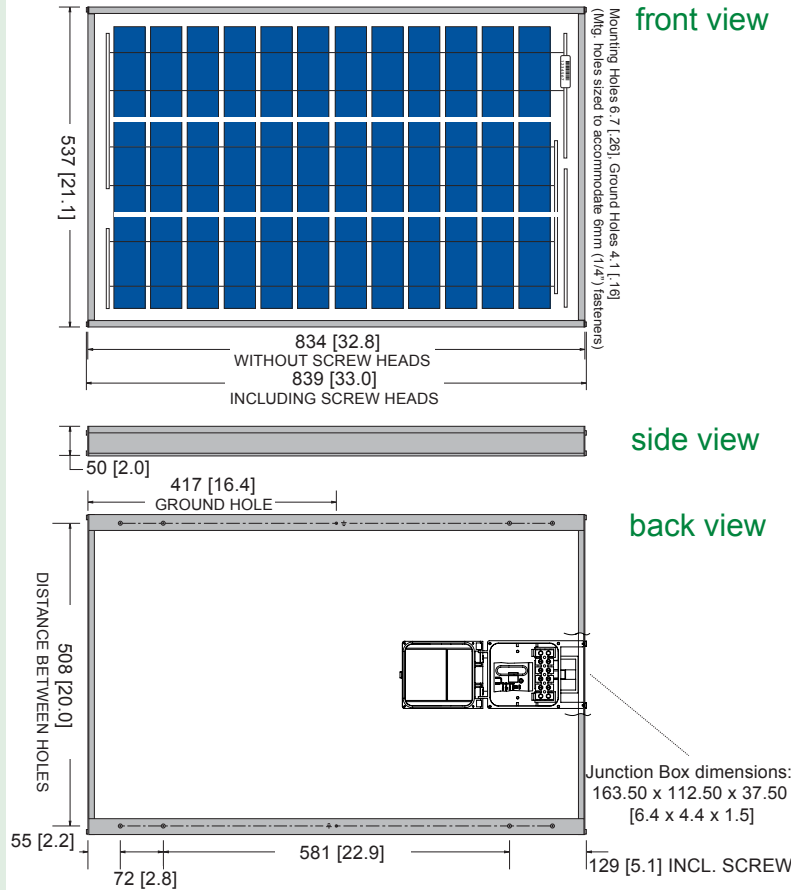 front view
Mounting Holes 6.7 [.26], Ground Holes 4.1 [.16]
(Mtg. holes sized to accommodate 6mm (1/4") fasteners)
537 [21.1]
834 [32.8]
WITHOUT SCREW HEADS
839 [33.0]
INCLUDING SCREW HEADS
side view
50 [2.0]
417 [16.4]
GROUND HOLE
back view
508 [20.0]
DISTANCE BETWEEN HOLES
Junction Box dimensions:
163.50 x 112.50 x 37.50
[6.4 x 4.4 x 1.5]
55 [2.2]
581 [22.9]
129 [5.1] INCL. SCREW
72 [2.8]